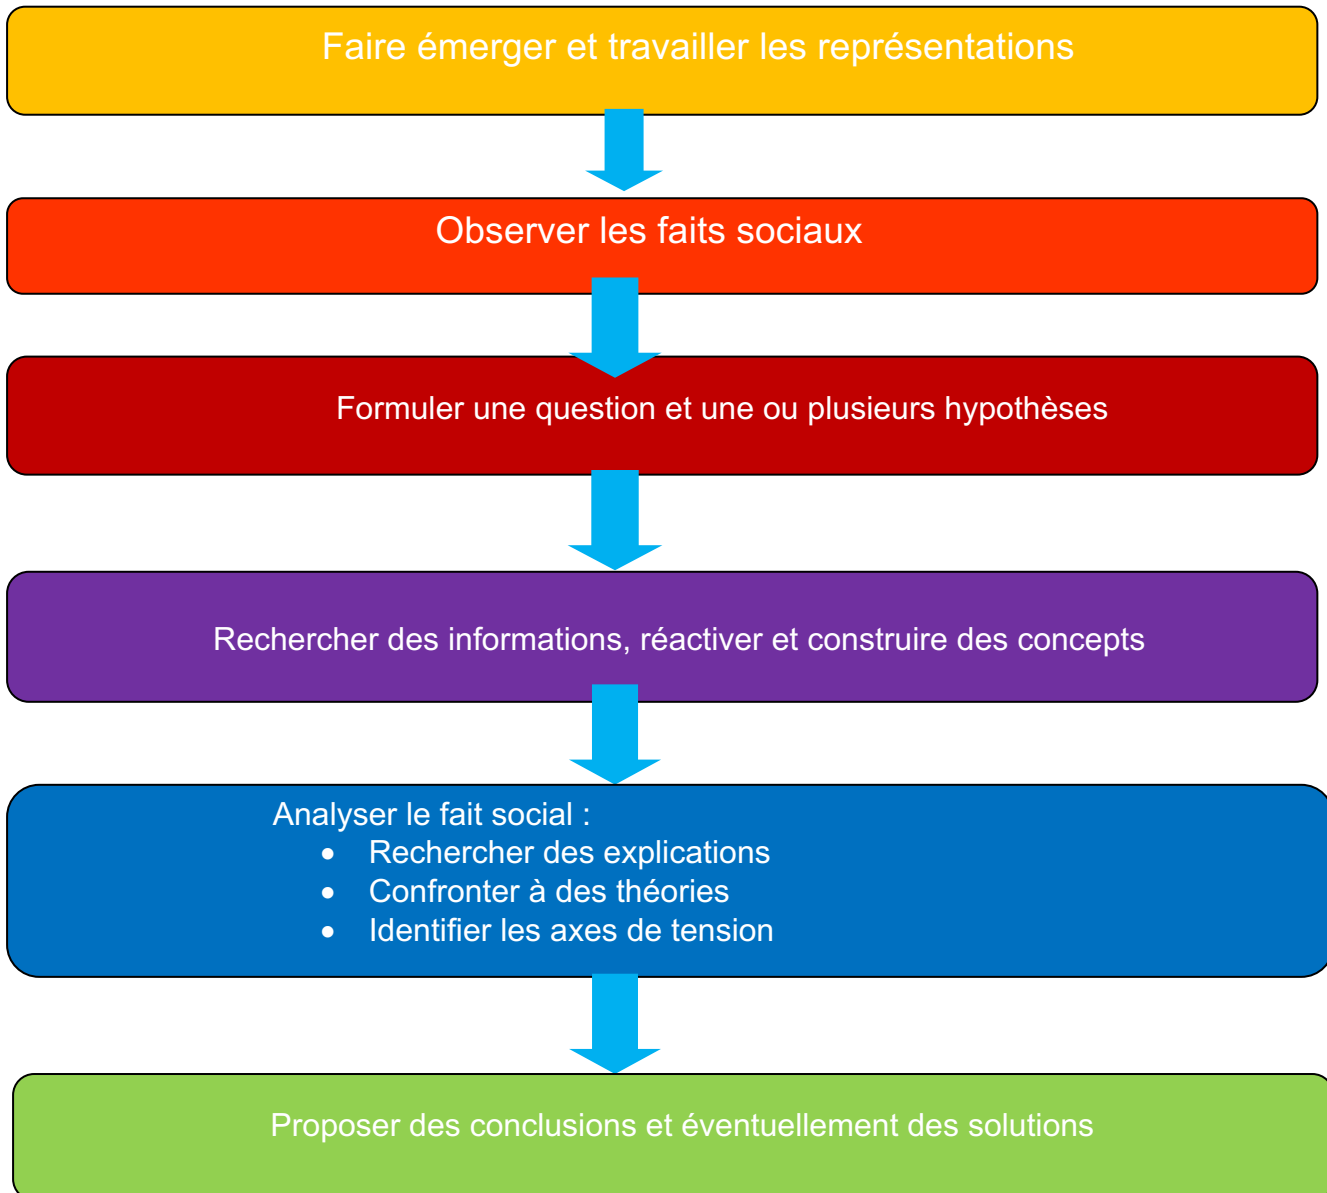 Faire émerger et travailler les représentations
Observer les faits sociaux
Formuler une question et une ou plusieurs hypothèses
Rechercher des informations, réactiver et construire des concepts
Analyser le fait social :
• Rechercher des explications
• Confronter à des théories
• Identifier les axes de tension
Proposer des conclusions et éventuellement des solutions